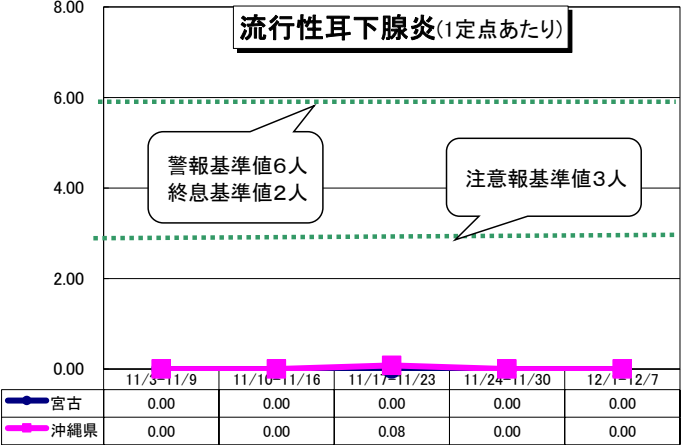 流行性耳下腺炎(1定点あたり)
8.00
6.00
警報基準値6人
終息基準値2人
4.00
注意報基準値3人
2.00
0.00
11/3-11/9 11/10-11/16 11/17-11/23 11/24-11/30 12/1-12/7
宮古 0.00 0.00 0.00 0.00 0.00
沖縄県 0.00 0.00 0.08 0.00 0.00